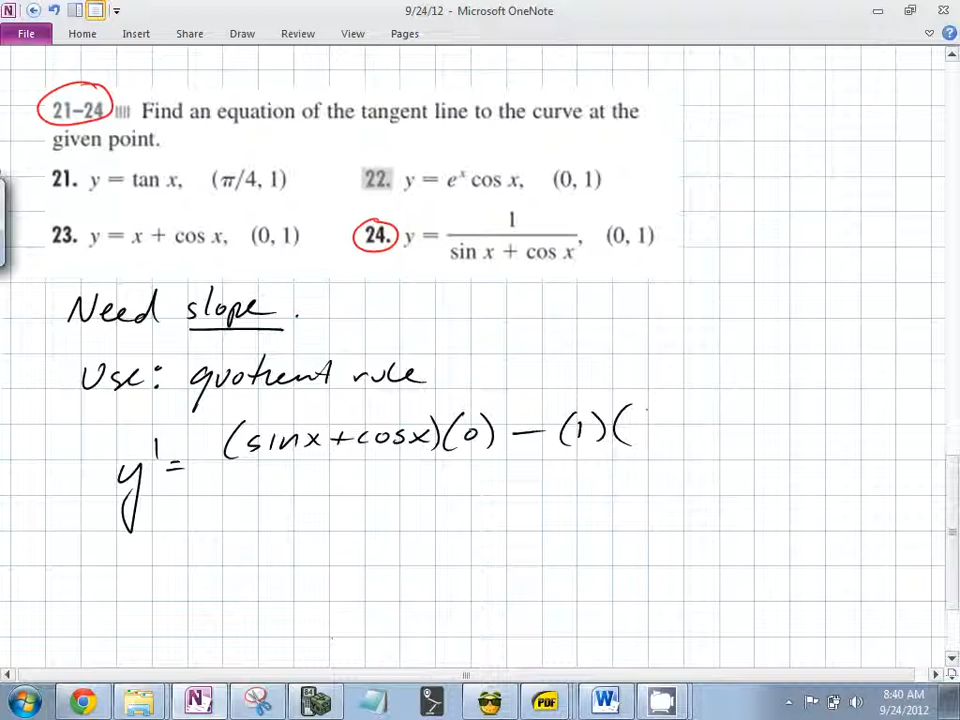 9/24/12 - Microsoft OneNote
File Home Insert Share Draw Review View Pages
21–24 Find an equation of the tangent line to the curve at the
given point.
21. y = tan x, (π/4, 1) 22. y = eˣ cos x, (0, 1)
23. y = x + cos x, (0, 1) 24. y = 1 / (sin x + cos x), (0, 1)
Need slope.
Use: quotient rule
y' = (sinx+cosx)(0) − (1)(
8:40 AM
9/24/2012